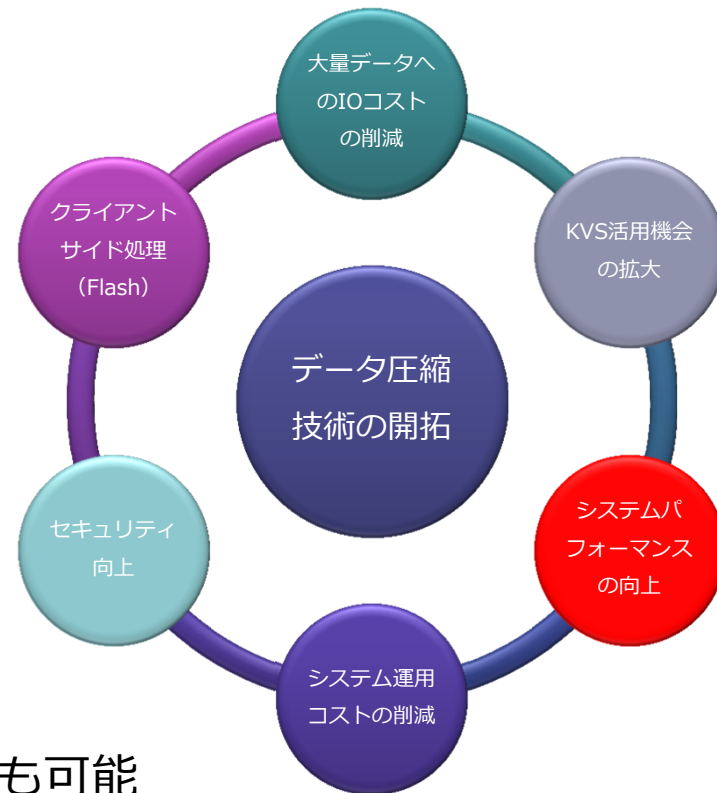 大量データへ
のIOコスト
の削減
KVS活用機会
の拡大
システムパ
フォーマンス
の向上
システム運用
コストの削減
セキュリティ
向上
クライアント
サイド処理
（Flash）
データ圧縮
技術の開拓
も可能